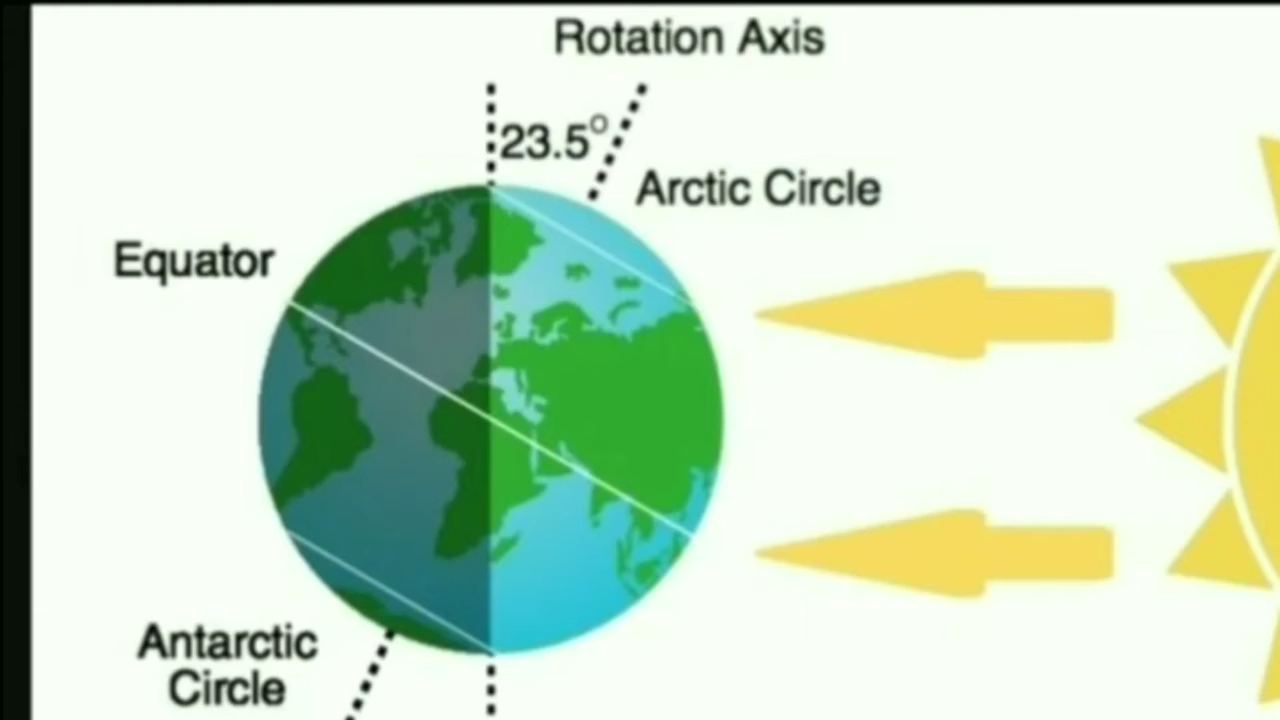 Rotation Axis
23.5°
Arctic Circle
Equator
Antarctic
Circle